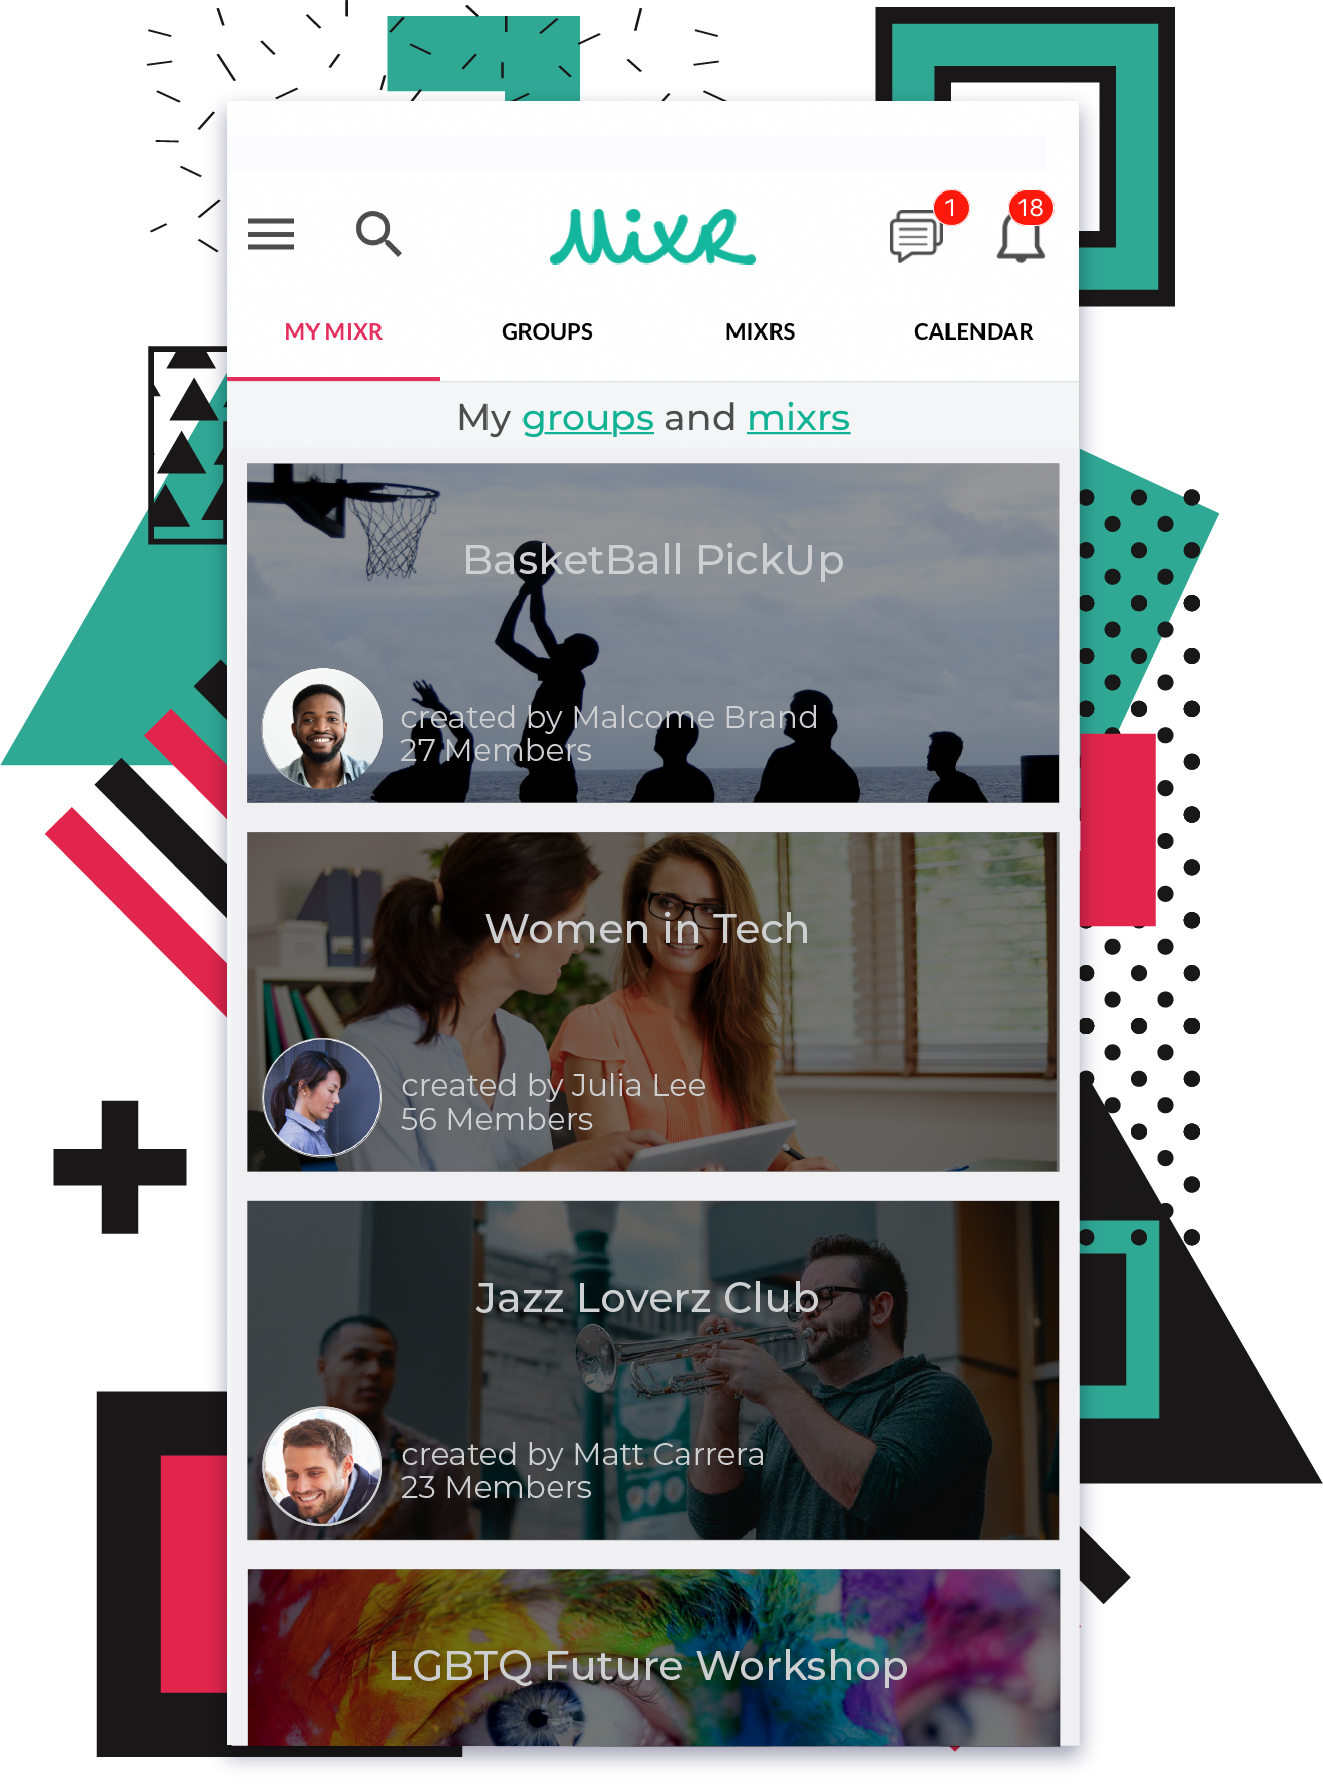 1
18
MixR
MY MIXR
GROUPS
MIXRS
CALENDAR
My groups and mixrs
BasketBall PickUp
created by Malcome Brand
27 Members
Women in Tech
created by Julia Lee
56 Members
Jazz Loverz Club
created by Matt Carrera
23 Members
LGBTQ Future Workshop